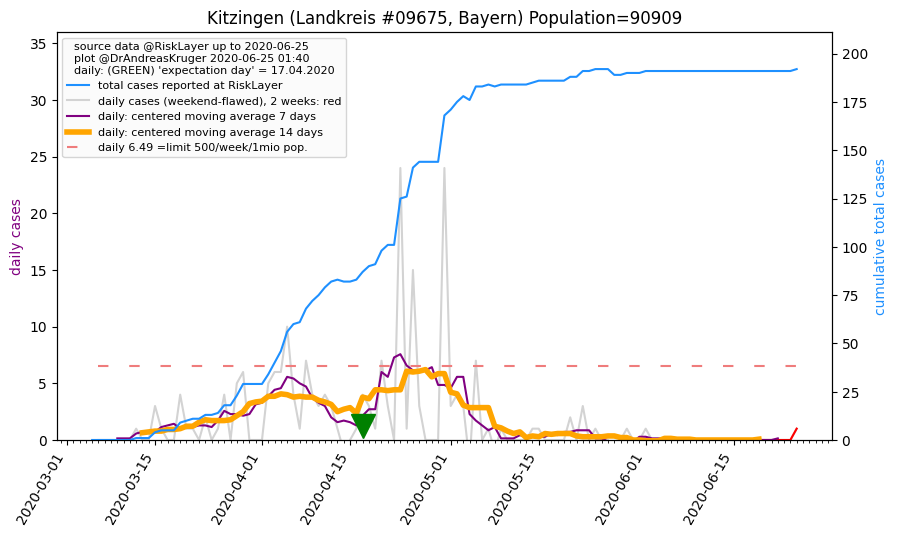 Kitzingen (Landkreis #09675, Bayern) Population=90909
source data @RiskLayer up to 2020-06-25
plot @DrAndreasKruger 2020-06-25 01:40
daily: (GREEN) 'expectation day' = 17.04.2020
total cases reported at RiskLayer
daily cases (weekend-flawed), 2 weeks: red
daily: centered moving average 7 days
daily: centered moving average 14 days
daily 6.49 =limit 500/week/1mio pop.
daily cases
35
30
25
20
15
10
5
0
cumulative total cases
200
175
150
125
100
75
50
25
0
2020-03-01
2020-03-15
2020-04-01
2020-04-15
2020-05-01
2020-05-15
2020-06-01
2020-06-15